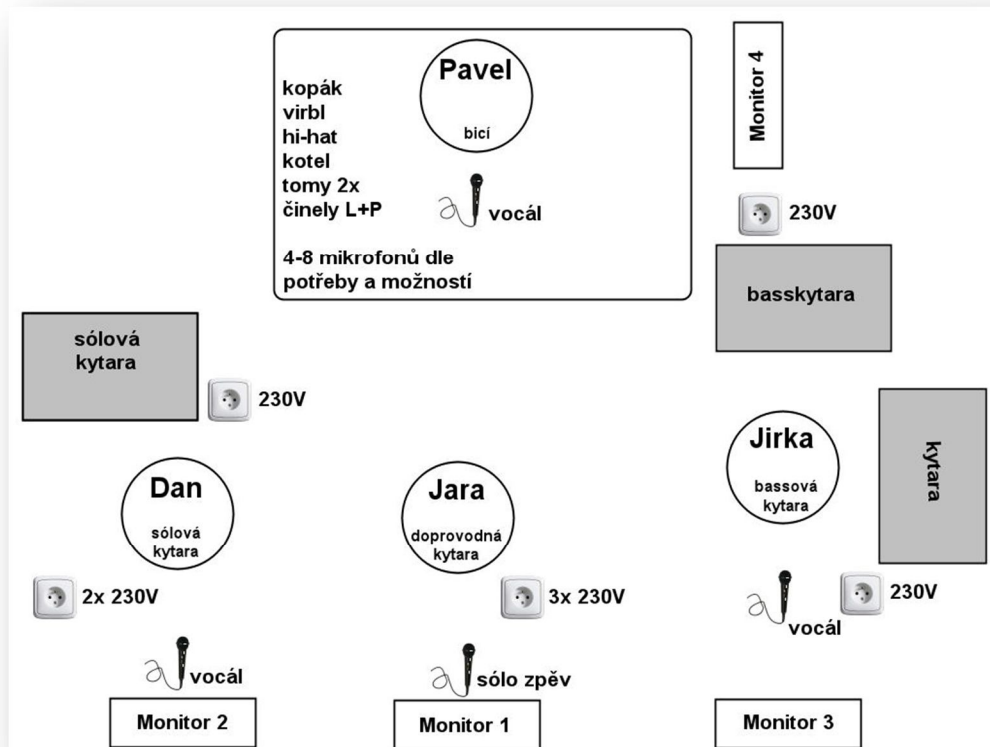 Pavel
bicí
kopák
virbl
hi-hat
kotel
tomy 2x
činely L+P
vocál
4-8 mikrofonů dle
potřeby a možností
Monitor 4
230V
basskytara
sólová
kytara
230V
Jirka
bassová
kytara
kytara
Dan
sólová
kytara
Jara
doprovodná
kytara
2x 230V
3x 230V
230V
vocál
vocál
sólo zpěv
Monitor 2
Monitor 1
Monitor 3